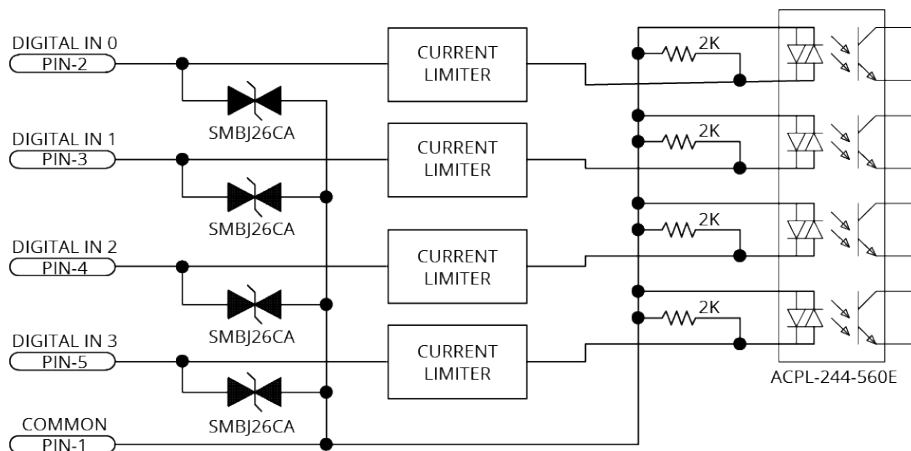 DIGITAL IN 0
PIN-2
CURRENT
LIMITER
2K
SMBJ26CA
DIGITAL IN 1
PIN-3
CURRENT
LIMITER
2K
SMBJ26CA
DIGITAL IN 2
PIN-4
CURRENT
LIMITER
2K
SMBJ26CA
DIGITAL IN 3
PIN-5
CURRENT
LIMITER
2K
SMBJ26CA
ACPL-244-560E
COMMON
PIN-1